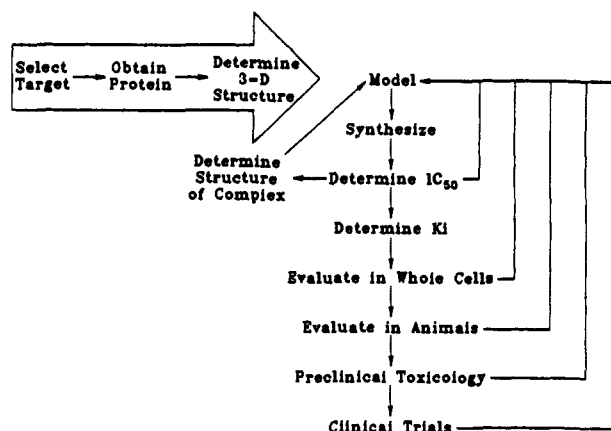 Select Target
Obtain Protein
Determine 3-D Structure
Model
Synthesize
Determine Structure of Complex
Determine IC50
Determine Ki
Evaluate in Whole Cells
Evaluate in Animals
Preclinical Toxicology
Clinical Trials